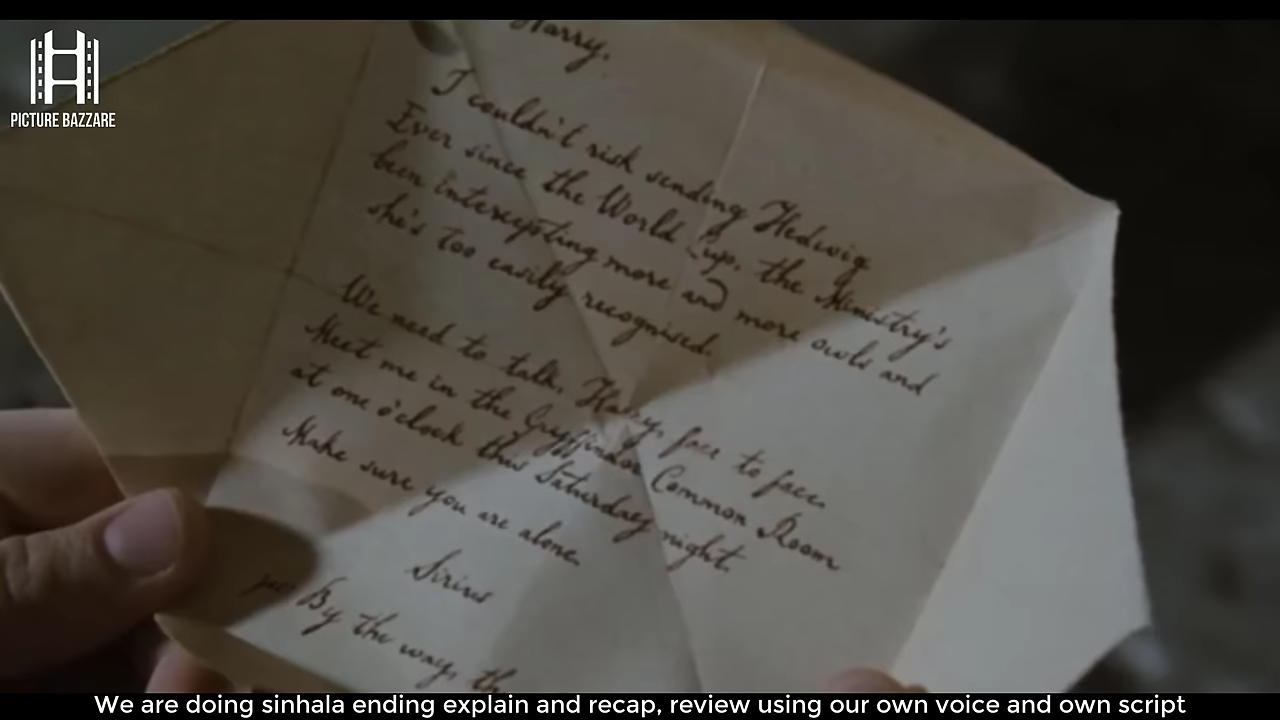 PICTURE BAZZARE
Harry,
I couldn't risk sending Hedwig
Ever since the World Cup, the Ministry's
been intercepting more and more owls and
she's too easily recognised.
We need to talk, Harry, face to face.
Meet me in the Gryffindor Common Room
at one o'clock this Saturday night.
Make sure you are alone.
Sirius
By the way,
We are doing sinhala ending explain and recap, review using our own voice and own script